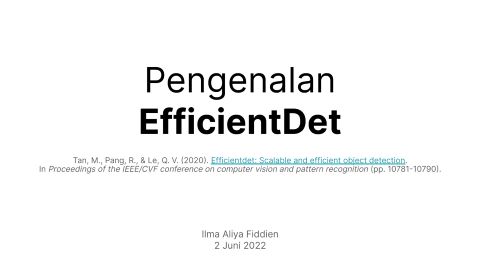 Pengenalan
EfficientDet
Tan, M., Pang, R., & Le, Q. V. (2020). Efficientdet: Scalable and efficient object detection.
In Proceedings of the IEEE/CVF conference on computer vision and pattern recognition (pp. 10781-10790).
Ilma Aliya Fiddien
2 Juni 2022